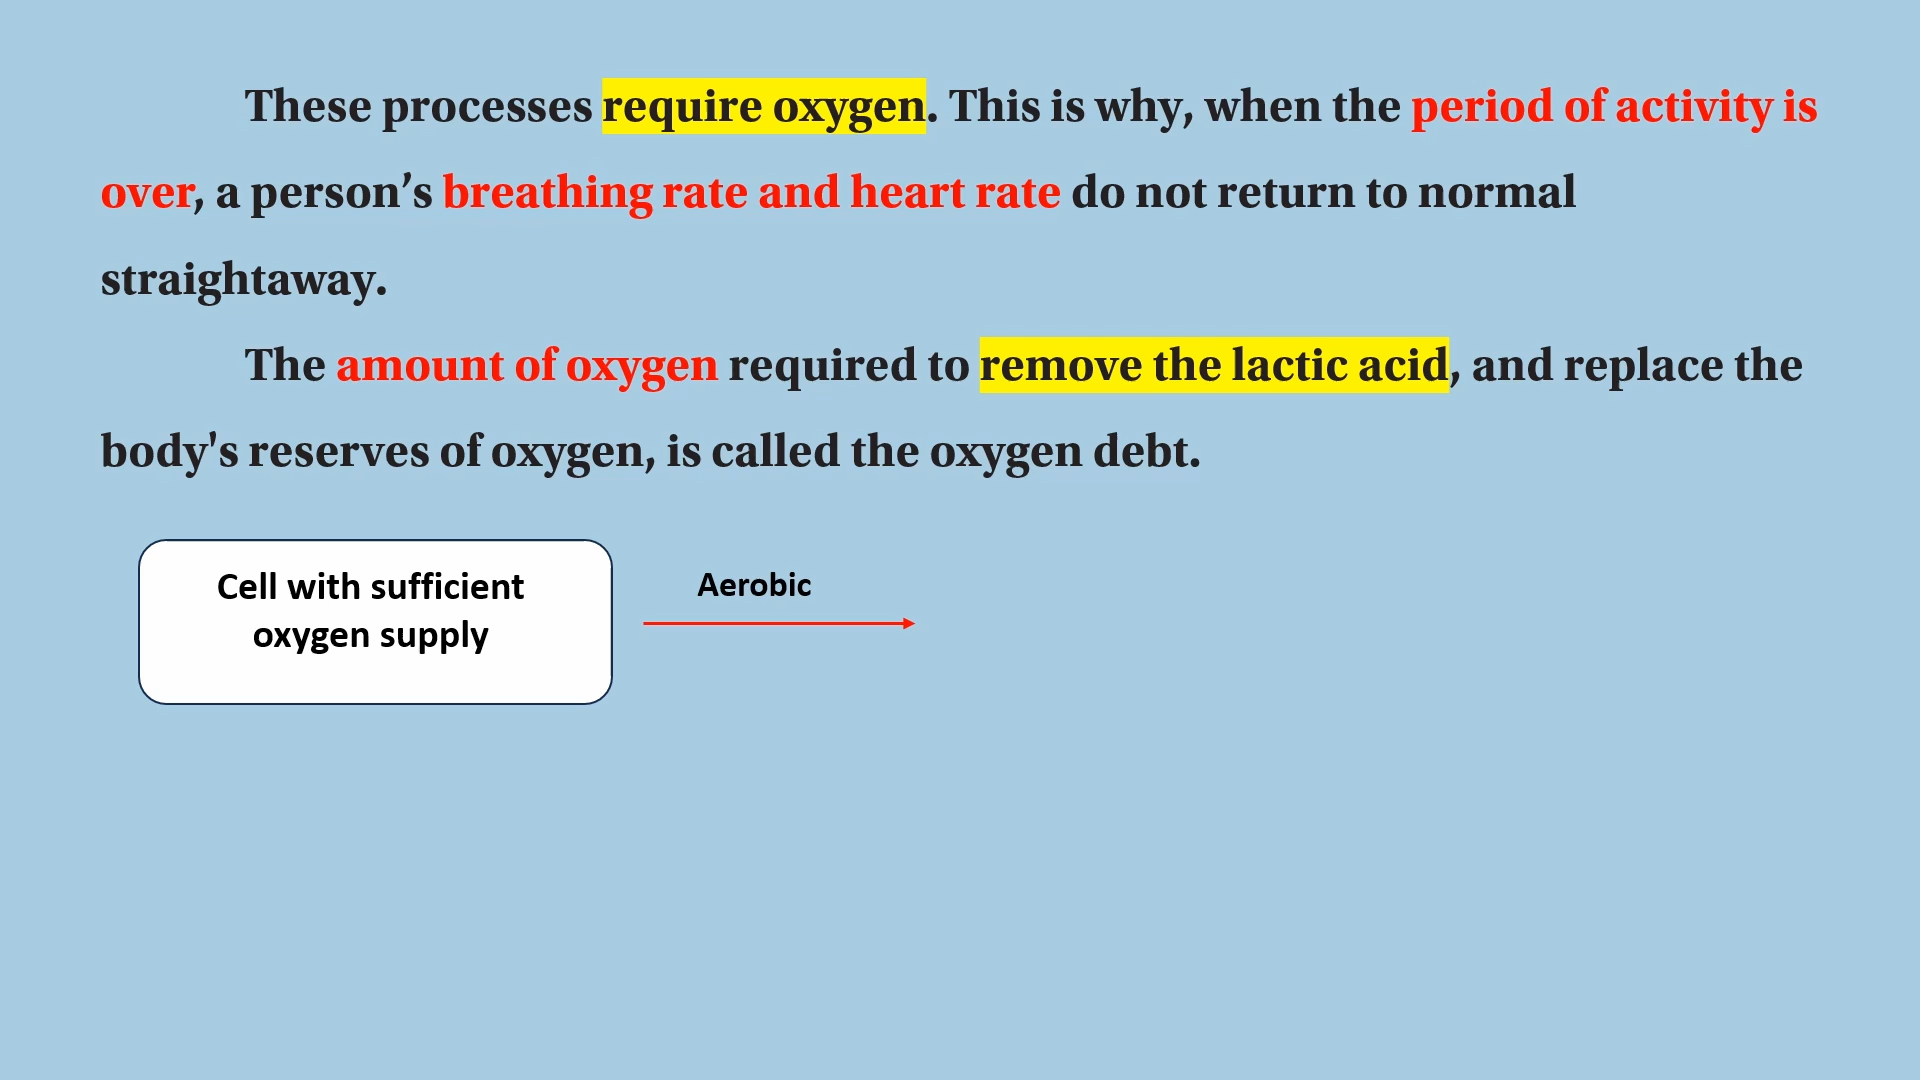 These processes require oxygen. This is why, when the period of activity is
over, a person’s breathing rate and heart rate do not return to normal
straightaway.
The amount of oxygen required to remove the lactic acid, and replace the
body's reserves of oxygen, is called the oxygen debt.
Cell with sufficient
oxygen supply
Aerobic